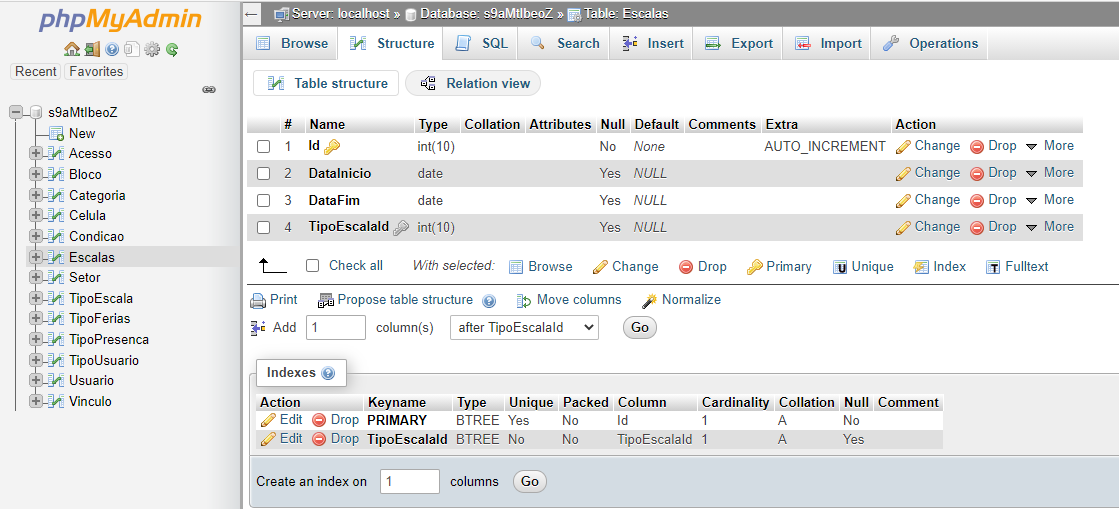 phpMyAdmin
Recent Favorites
s9aMtlbeoZ
New
Acesso
Bloco
Categoria
Celula
Condicao
Escalas
Setor
TipoEscala
TipoFerias
TipoPresenca
TipoUsuario
Usuario
Vinculo
Server: localhost » Database: s9aMtlbeoZ » Table: Escalas
Browse Structure SQL Search Insert Export Import Operations
Table structure Relation view
# Name Type Collation Attributes Null Default Comments Extra Action
1 Id int(10) No None AUTO_INCREMENT Change Drop More
2 DataInicio date Yes NULL Change Drop More
3 DataFim date Yes NULL Change Drop More
4 TipoEscalaId int(10) Yes NULL Change Drop More
Check all With selected: Browse Change Drop Primary Unique Index Fulltext
Print Propose table structure Move columns Normalize
Add 1 column(s) after TipoEscalaId Go
Indexes
Action Keyname Type Unique Packed Column Cardinality Collation Null Comment
Edit Drop PRIMARY BTREE Yes No Id 1 A No
Edit Drop TipoEscalaId BTREE No No TipoEscalaId 1 A Yes
Create an index on 1 columns Go